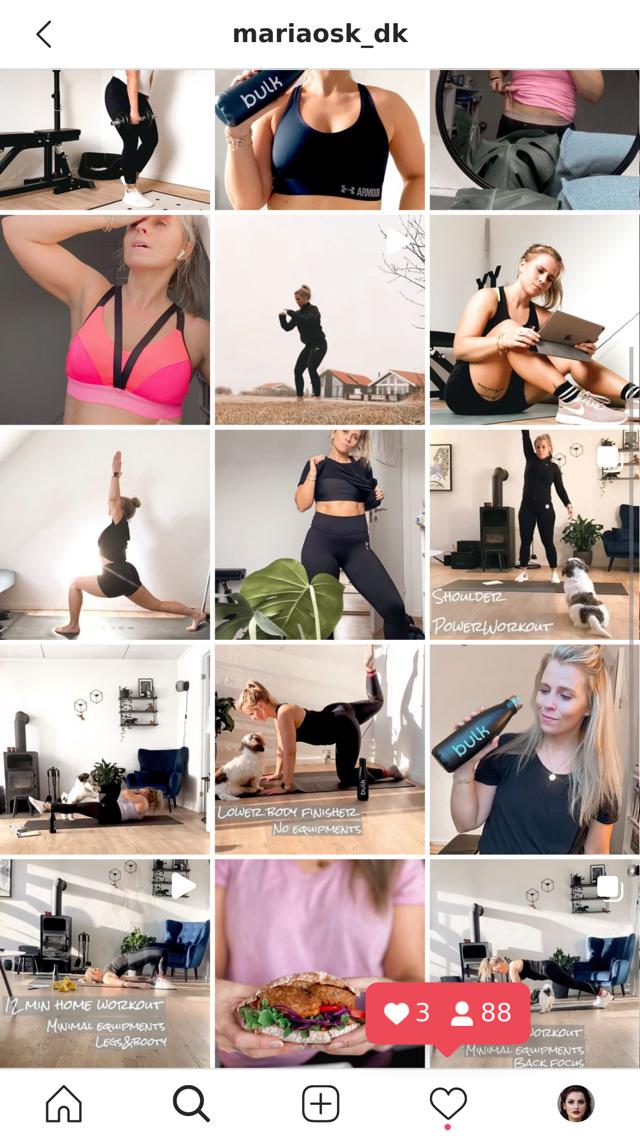 mariaosk_dk
bulk
ARMOUR
SHOULDER
POWERWORKOUT
LOWER BODY FINISHER
NO EQUIPMENTS
bulk
12 MIN HOME WORKOUT
MINIMAL EQUIPMENTS
LEGS&BOOTY
3 88
WORKOUT
MINIMAL EQUIPMENTS
BACK FOCUS